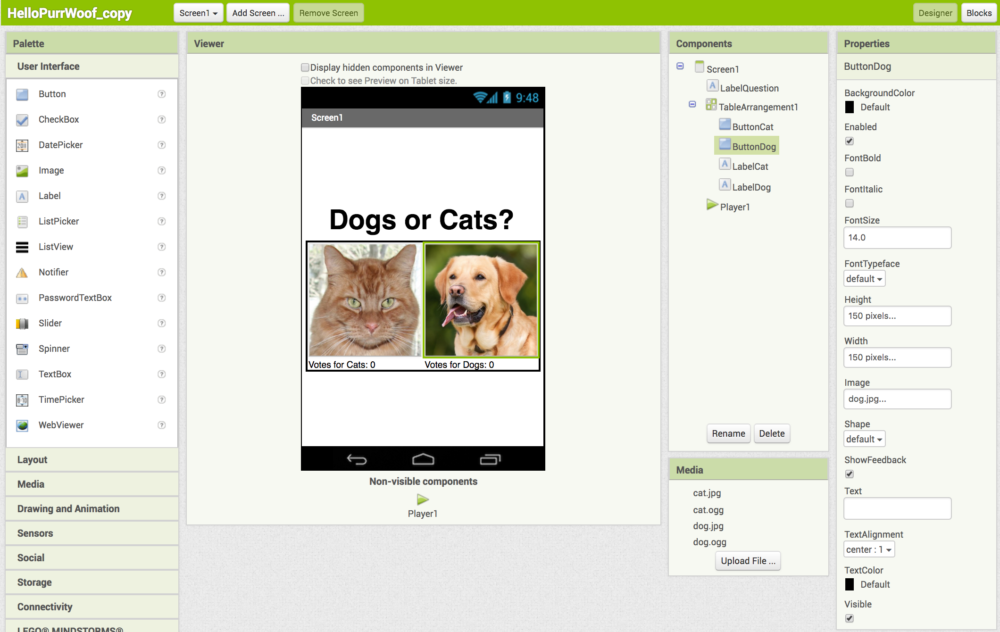 HelloPurrWoof_copy
Screen1
Add Screen ...
Remove Screen
Designer
Blocks
Palette
User Interface
Button
CheckBox
DatePicker
Image
Label
ListPicker
ListView
Notifier
PasswordTextBox
Slider
Spinner
TextBox
TimePicker
WebViewer
Layout
Media
Drawing and Animation
Sensors
Social
Storage
Connectivity
LEGO® MINDSTORMS®
Viewer
Display hidden components in Viewer
Check to see Preview on Tablet size.
9:48
Screen1
Dogs or Cats?
Votes for Cats: 0
Votes for Dogs: 0
Non-visible components
Player1
Components
Screen1
LabelQuestion
TableArrangement1
ButtonCat
ButtonDog
LabelCat
LabelDog
Player1
Rename
Delete
Media
cat.jpg
cat.ogg
dog.jpg
dog.ogg
Upload File ...
Properties
ButtonDog
BackgroundColor
Default
Enabled
FontBold
FontItalic
FontSize
14.0
FontTypeface
default
Height
150 pixels...
Width
150 pixels...
Image
dog.jpg...
Shape
default
ShowFeedback
Text
TextAlignment
center : 1
TextColor
Default
Visible